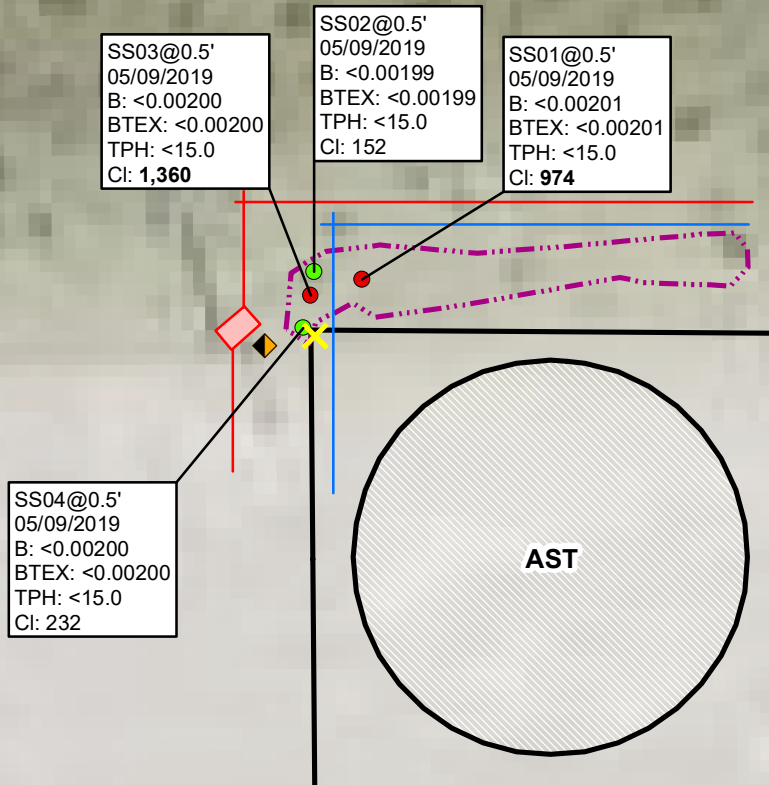 SS03@0.5'
05/09/2019
B: <0.00200
BTEX: <0.00200
TPH: <15.0
Cl: 1,360
SS02@0.5'
05/09/2019
B: <0.00199
BTEX: <0.00199
TPH: <15.0
Cl: 152
SS01@0.5'
05/09/2019
B: <0.00201
BTEX: <0.00201
TPH: <15.0
Cl: 974
SS04@0.5'
05/09/2019
B: <0.00200
BTEX: <0.00200
TPH: <15.0
Cl: 232
AST